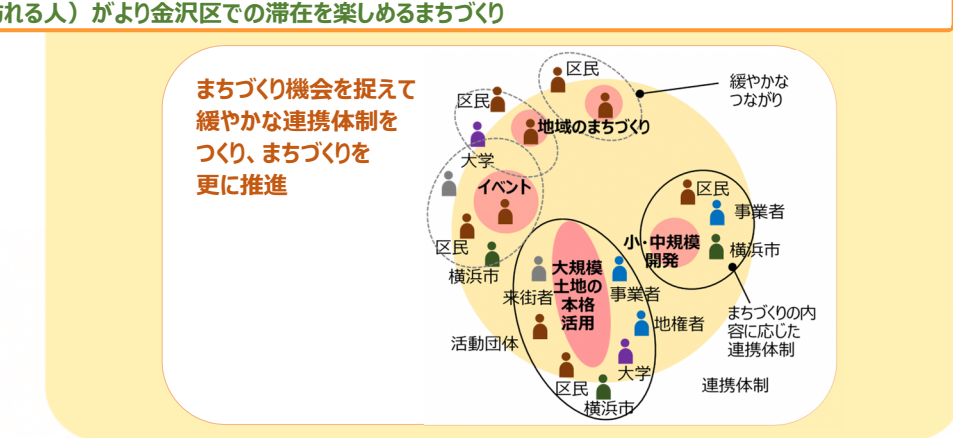 れる人）がより金沢区での滞在を楽しめるまちづくり
まちづくり機会を捉えて
緩やかな連携体制を
つくり、まちづくりを
更に推進
区民
緩やかな
つながり
区民
地域のまちづくり
大学
イベント
区民
事業者
区民
小・中規模
開発
横浜市
横浜市
大規模
土地の
本格
活用
来街者
事業者
まちづくりの内
容に応じた
連携体制
地権者
活動団体
大学
区民
連携体制
横浜市